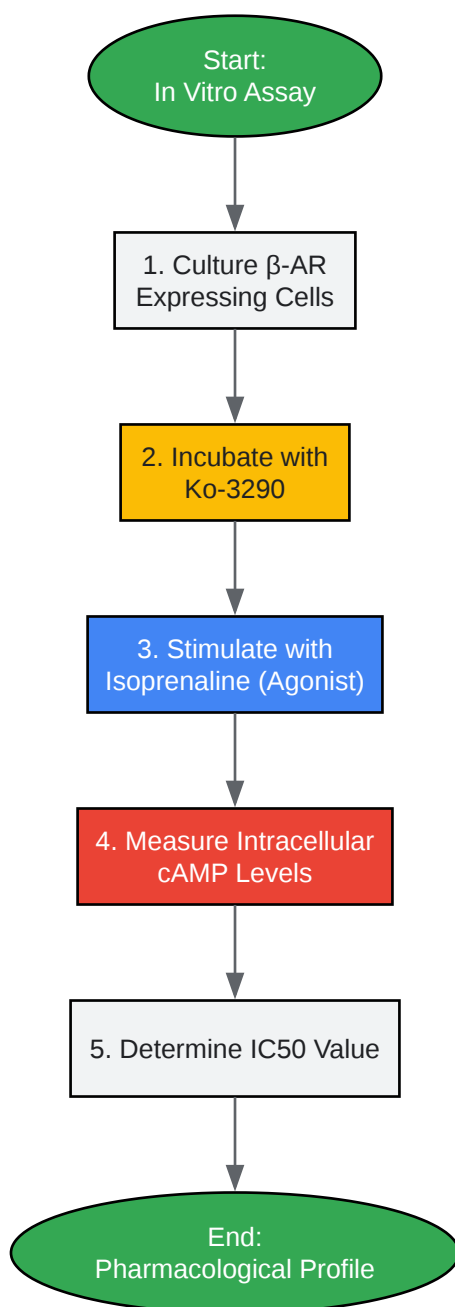 Start:
In Vitro Assay
1. Culture β-AR
Expressing Cells
2. Incubate with
Ko-3290
3. Stimulate with
Isoprenaline (Agonist)
4. Measure Intracellular
cAMP Levels
5. Determine IC50 Value
End:
Pharmacological Profile